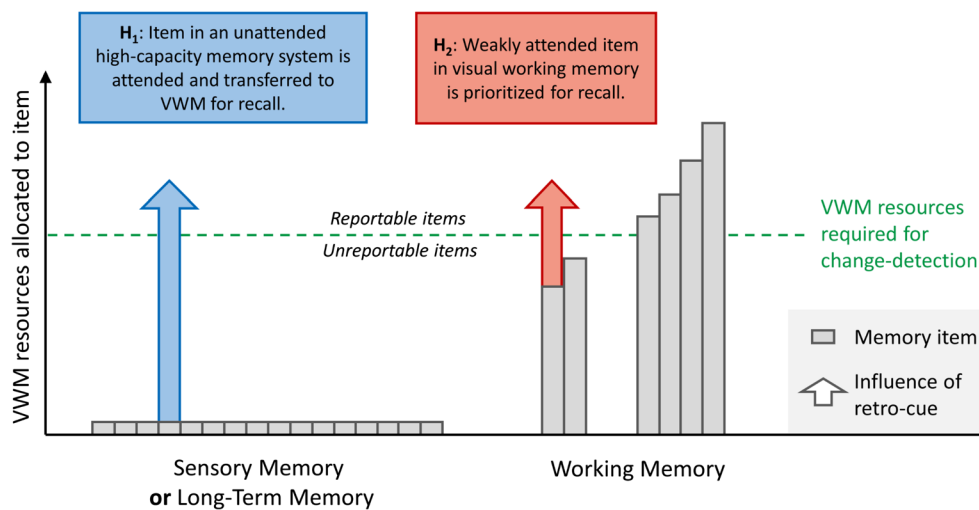 H₁: Item in an unattended
high-capacity memory system is
attended and transferred to
VWM for recall.
H₂: Weakly attended item
in visual working memory
is prioritized for recall.
VWM resources allocated to item
Reportable items
Unreportable items
VWM resources
required for
change-detection
Memory item
Influence of
retro-cue
Sensory Memory
or Long-Term Memory
Working Memory